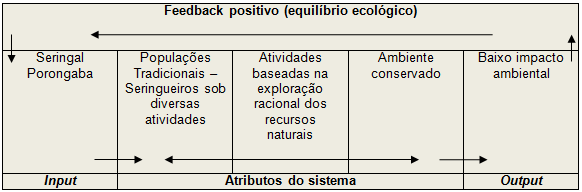 Feedback positivo (equilíbrio ecológico)
Seringal
Porongaba
Populações
Tradicionais –
Seringueiros sob
diversas
atividades
Atividades
baseadas na
exploração
racional dos
recursos
naturais
Ambiente
conservado
Baixo impacto
ambiental
Input
Atributos do sistema
Output